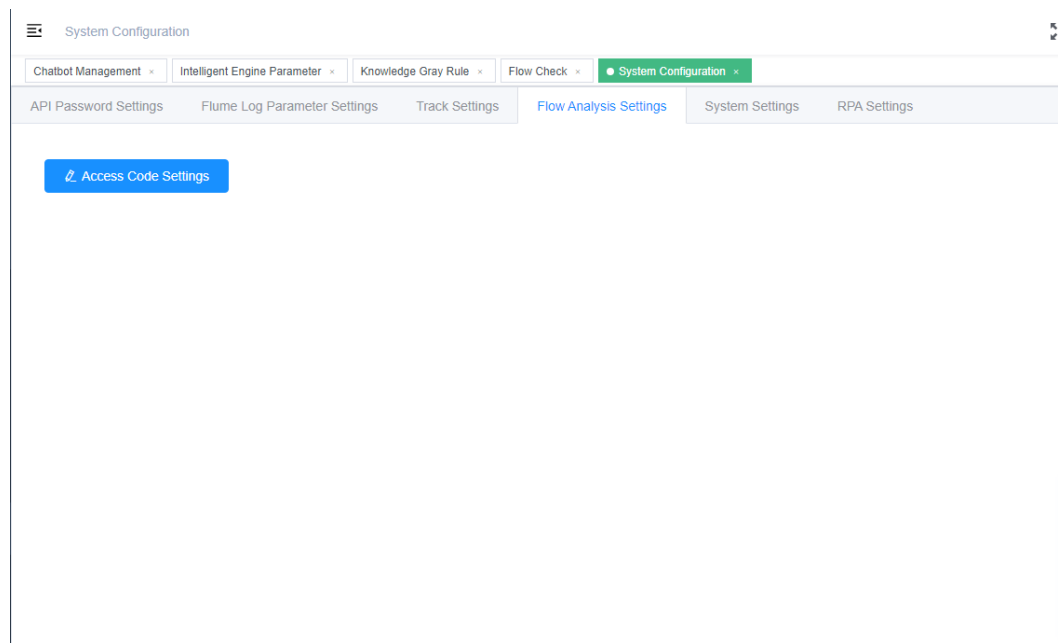 System Configuration
Chatbot Management × Intelligent Engine Parameter × Knowledge Gray Rule × Flow Check × System Configuration ×
API Password Settings Flume Log Parameter Settings Track Settings Flow Analysis Settings System Settings RPA Settings
Access Code Settings